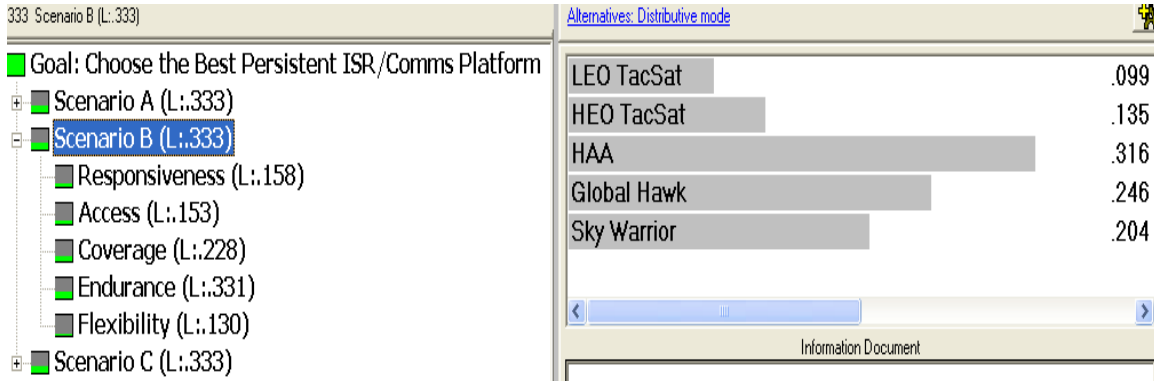 333 Scenario B (L:.333)
Goal: Choose the Best Persistent ISR/Comms Platform
Scenario A (L:.333)
Scenario B (L:.333)
Responsiveness (L:.158)
Access (L:.153)
Coverage (L:.228)
Endurance (L:.331)
Flexibility (L:.130)
Scenario C (L:.333)
Alternatives: Distributive mode
LEO TacSat .099
HEO TacSat .135
HAA .316
Global Hawk .246
Sky Warrior .204
Information Document